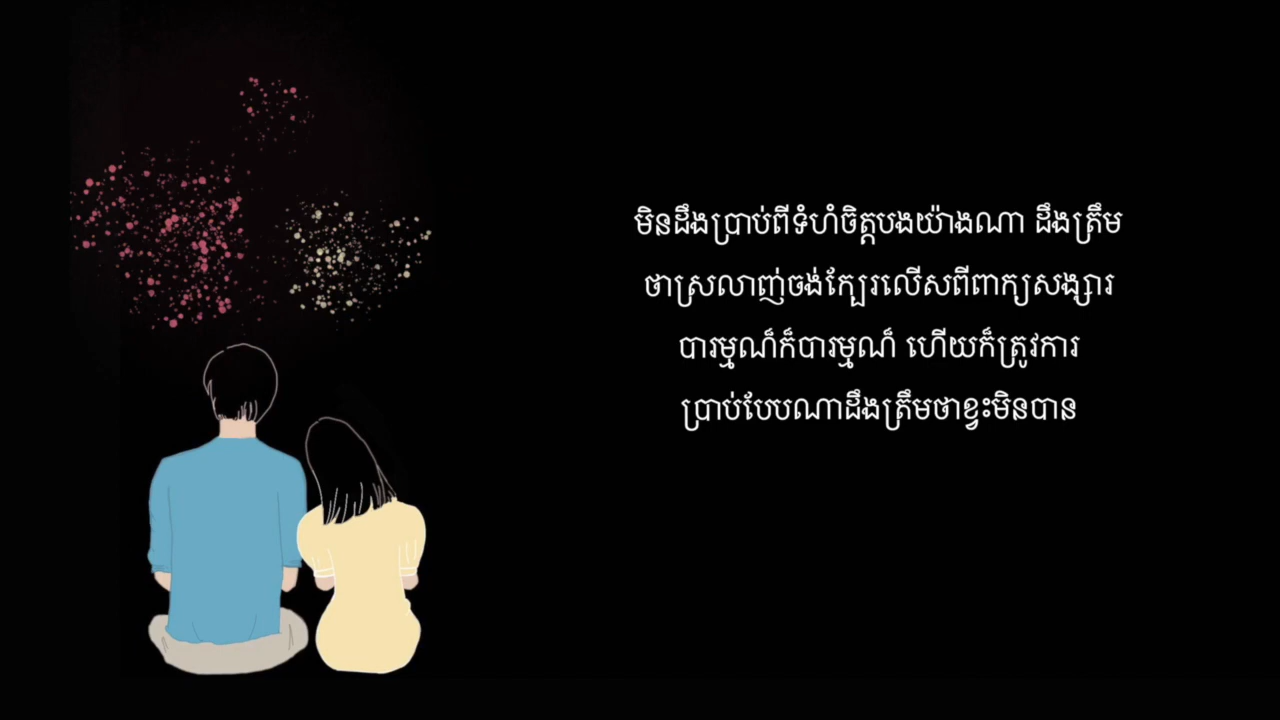 មិនដឹងប្រាប់ពីទំហំចិត្តបងយ៉ាងណា ដឹងត្រឹម
ថាស្រលាញ់ចង់ក្បែរលើសពីពាក្យសង្សារ
បារម្មណ៏ក៏បារម្មណ៏ ហើយក៏ត្រូវការ
ប្រាប់បែបណាដឹងត្រឹមថាខ្វះមិនបាន